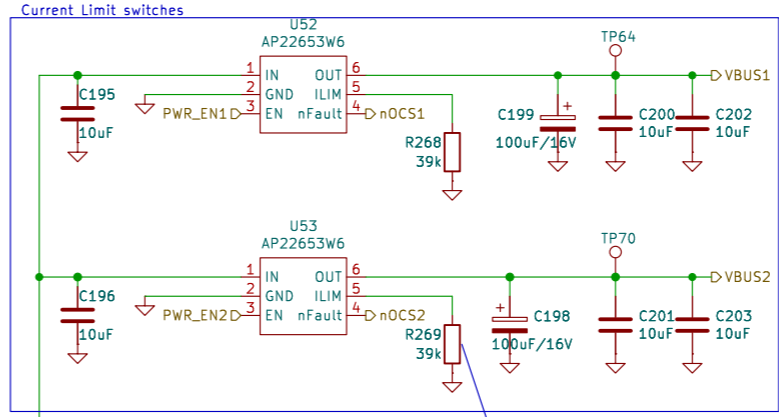 Current Limit switches
U52
AP22653W6
TP64
1 IN OUT 6
VBUS1
2 GND ILIM 5
PWR_EN1 3 EN nFault 4 nOCS1
C195
10uF
R268
39k
C199
+
100uF/16V
C200
10uF
C202
10uF
U53
AP22653W6
TP70
1 IN OUT 6
VBUS2
2 GND ILIM 5
PWR_EN2 3 EN nFault 4 nOCS2
C196
10uF
R269
39k
+
C198
100uF/16V
C201
10uF
C203
10uF